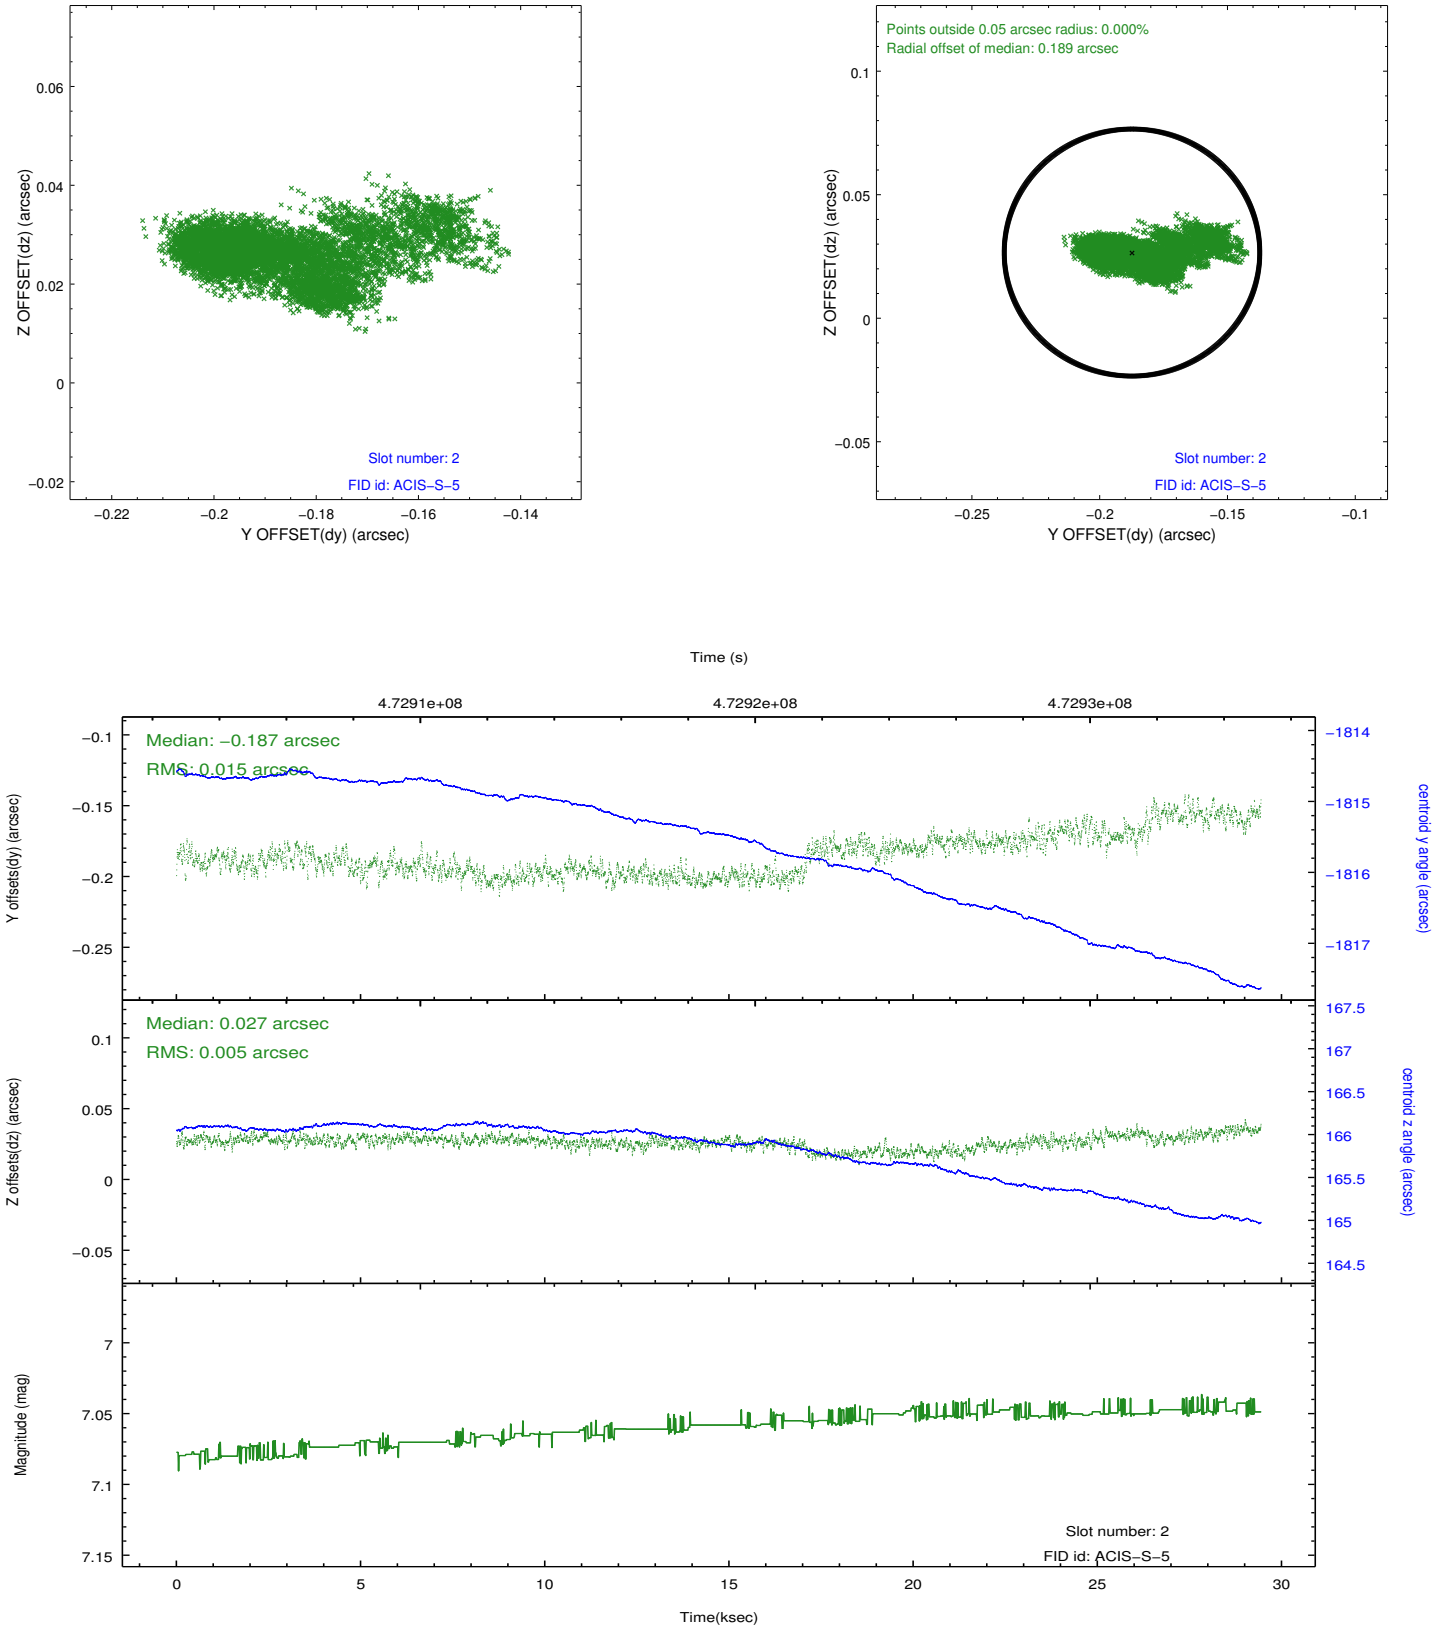 Points outside 0.05 arcsec radius: 0.000%
Radial offset of median: 0.189 arcsec
0.06
0.04
0.02
0
−0.02
Z OFFSET(dz) (arcsec)
Slot number: 2
FID id: ACIS−S−5
−0.22 −0.2 −0.18 −0.16 −0.14
Y OFFSET(dy) (arcsec)
0.1
0.05
0
−0.05
Z OFFSET(dz) (arcsec)
Slot number: 2
FID id: ACIS−S−5
−0.25 −0.2 −0.15 −0.1
Y OFFSET(dy) (arcsec)
Time (s)
4.7291e+08 4.7292e+08 4.7293e+08
Median: −0.187 arcsec
RMS: 0.015 arcsec
−0.1
−0.15
−0.2
−0.25
Y offsets(dy) (arcsec)
−1814
−1815
−1816
−1817
centroid y angle (arcsec)
Median: 0.027 arcsec
RMS: 0.005 arcsec
0.1
0.05
0
−0.05
Z offsets(dz) (arcsec)
167.5
167
166.5
166
165.5
165
164.5
centroid z angle (arcsec)
7
7.05
7.1
7.15
Magnitude (mag)
Slot number: 2
FID id: ACIS−S−5
0 5 10 15 20 25 30
Time(ksec)